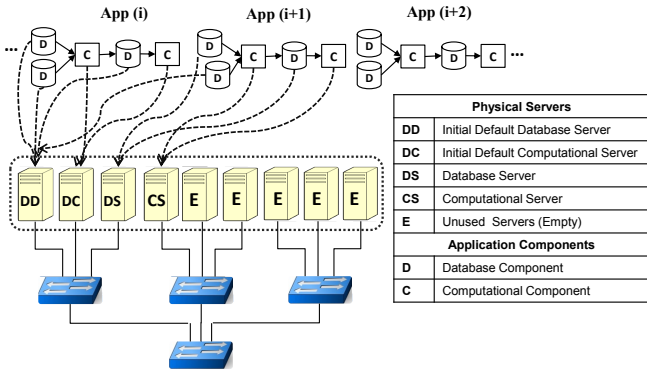 App (i)
App (i+1)
App (i+2)
...
D
D
C
D
C
D
D
C
D
C
D
D
C
D
C
...
DD
DC
DS
CS
E
E
E
E
E
Physical Servers
DD Initial Default Database Server
DC Initial Default Computational Server
DS Database Server
CS Computational Server
E Unused Servers (Empty)
Application Components
D Database Component
C Computational Component